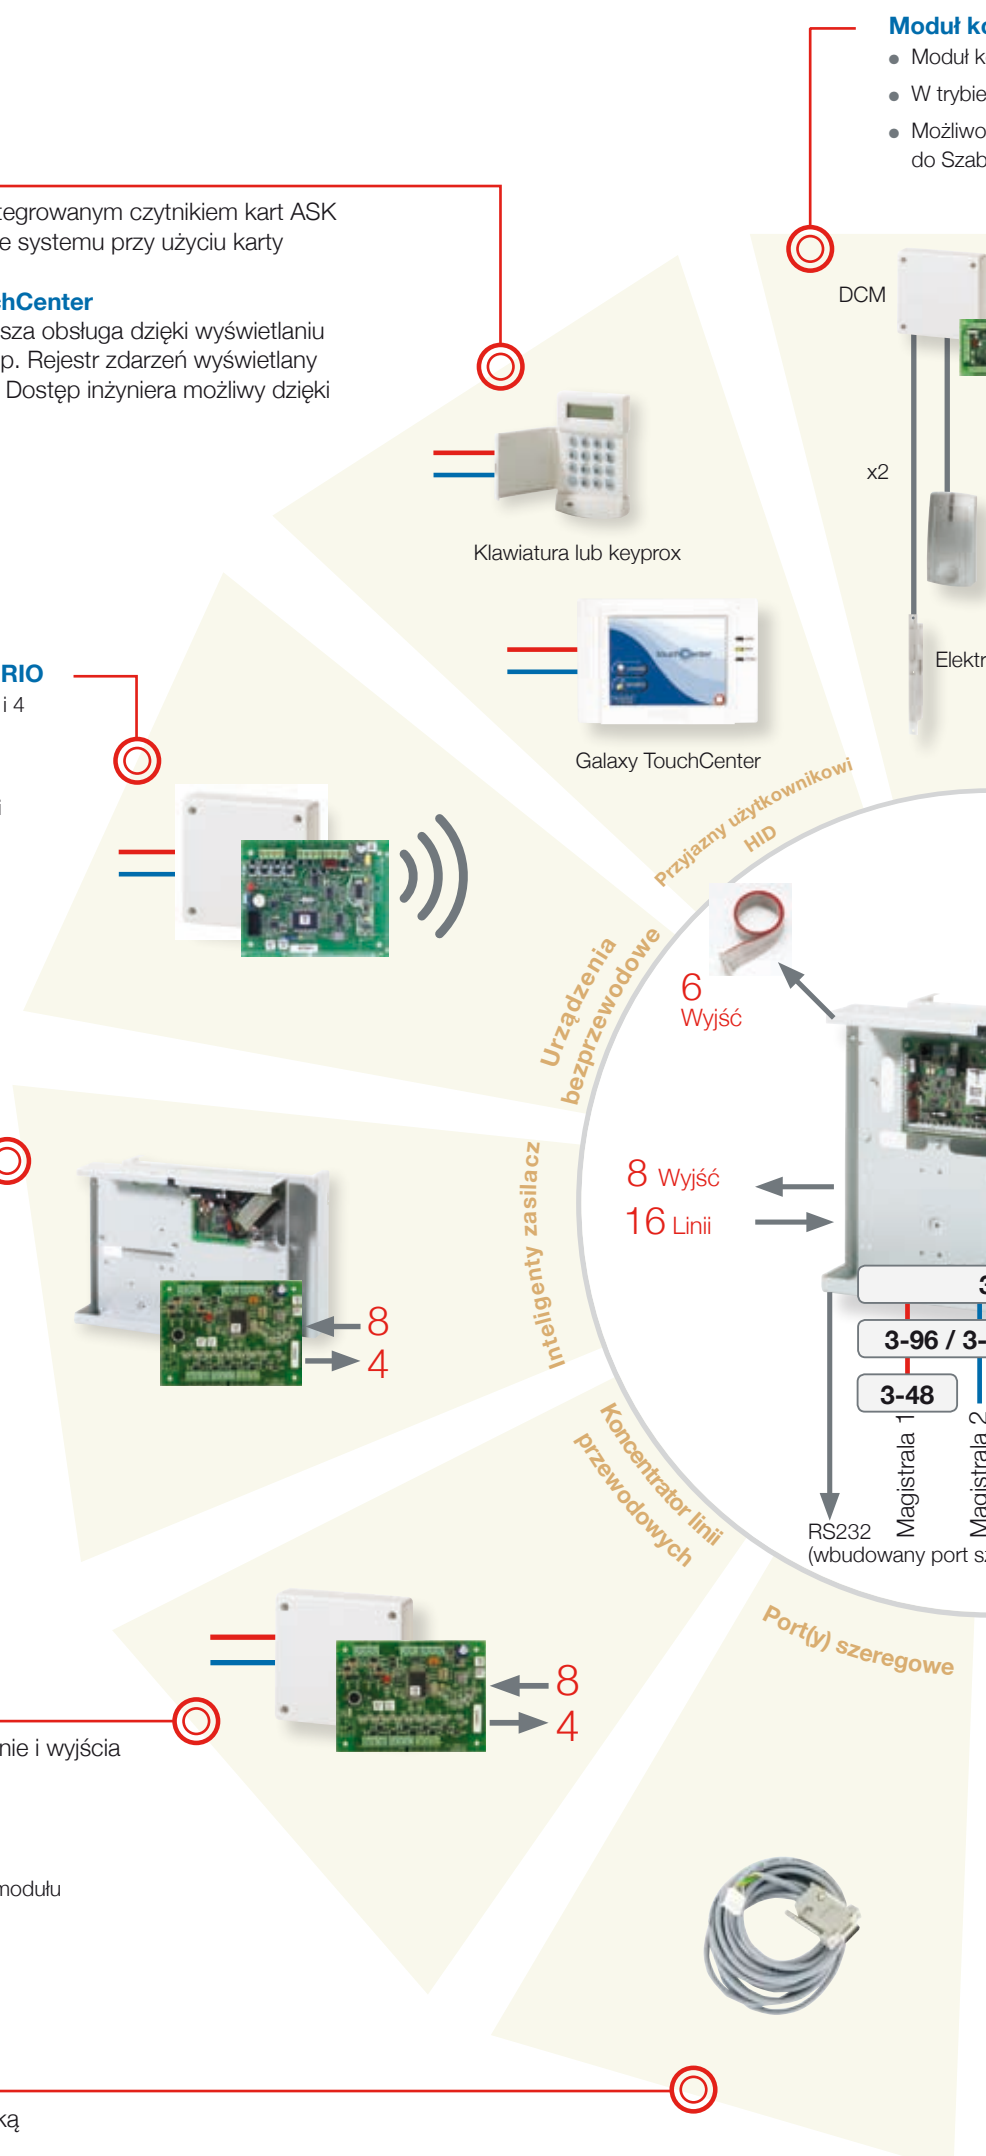 Moduł ko
Moduł k
W trybie
Możliwo
do Szab
tegrowanym czytnikiem kart ASK
e systemu przy użyciu karty
chCenter
sza obsługa dzięki wyświetlaniu
p. Rejestr zdarzeń wyświetlany
Dostęp inżyniera możliwy dzięki
DCM
x2
Elektr
Klawiatura lub keyprox
TouchCenter
Galaxy TouchCenter
RIO
i 4
i
Przyjazny użytkownikowi
HID
Urządzenia
bezprzewodowe
6
Wyjść
8 Wyjść
16 Linii
Inteligenty zasilacz
8
4
3
3-96 / 3-
3-48
Magistrala 1
Magistrala 2
RS232
(wbudowany port sz
Koncentrator linii
przewodowych
Port(y) szeregowe
8
4
nie i wyjścia
modułu
ką